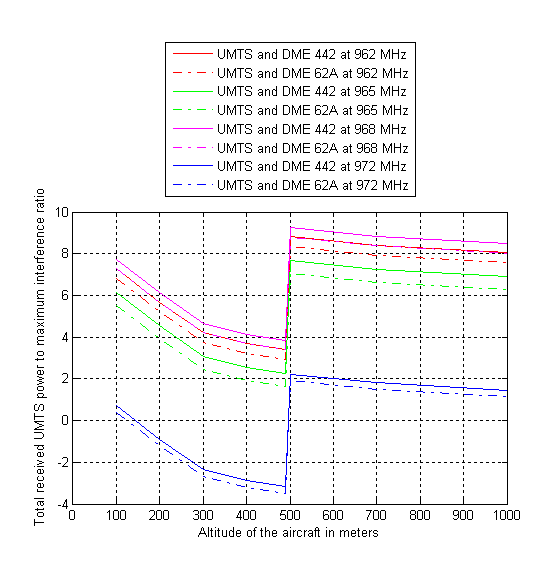 UMTS and DME 442 at 962 MHz
UMTS and DME 62A at 962 MHz
UMTS and DME 442 at 965 MHz
UMTS and DME 62A at 965 MHz
UMTS and DME 442 at 968 MHz
UMTS and DME 62A at 968 MHz
UMTS and DME 442 at 972 MHz
UMTS and DME 62A at 972 MHz
Total received UMTS power to maximum interference ratio
10
8
6
4
2
0
-2
-4
0 100 200 300 400 500 600 700 800 900 1000
Altitude of the aircraft in meters